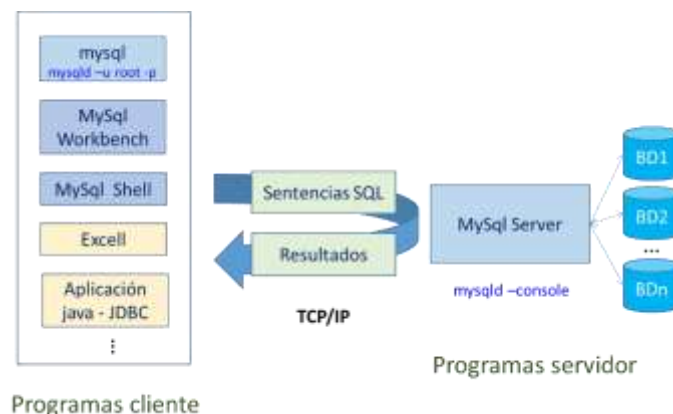 mysql
mysqld –u root -p
MySql
Workbench
MySql Shell
Excell
Aplicación
java - JDBC
⋮
Programas cliente
Sentencias SQL
Resultados
TCP/IP
MySql Server
mysqld –console
Programas servidor
BD1
BD2
...
BDn